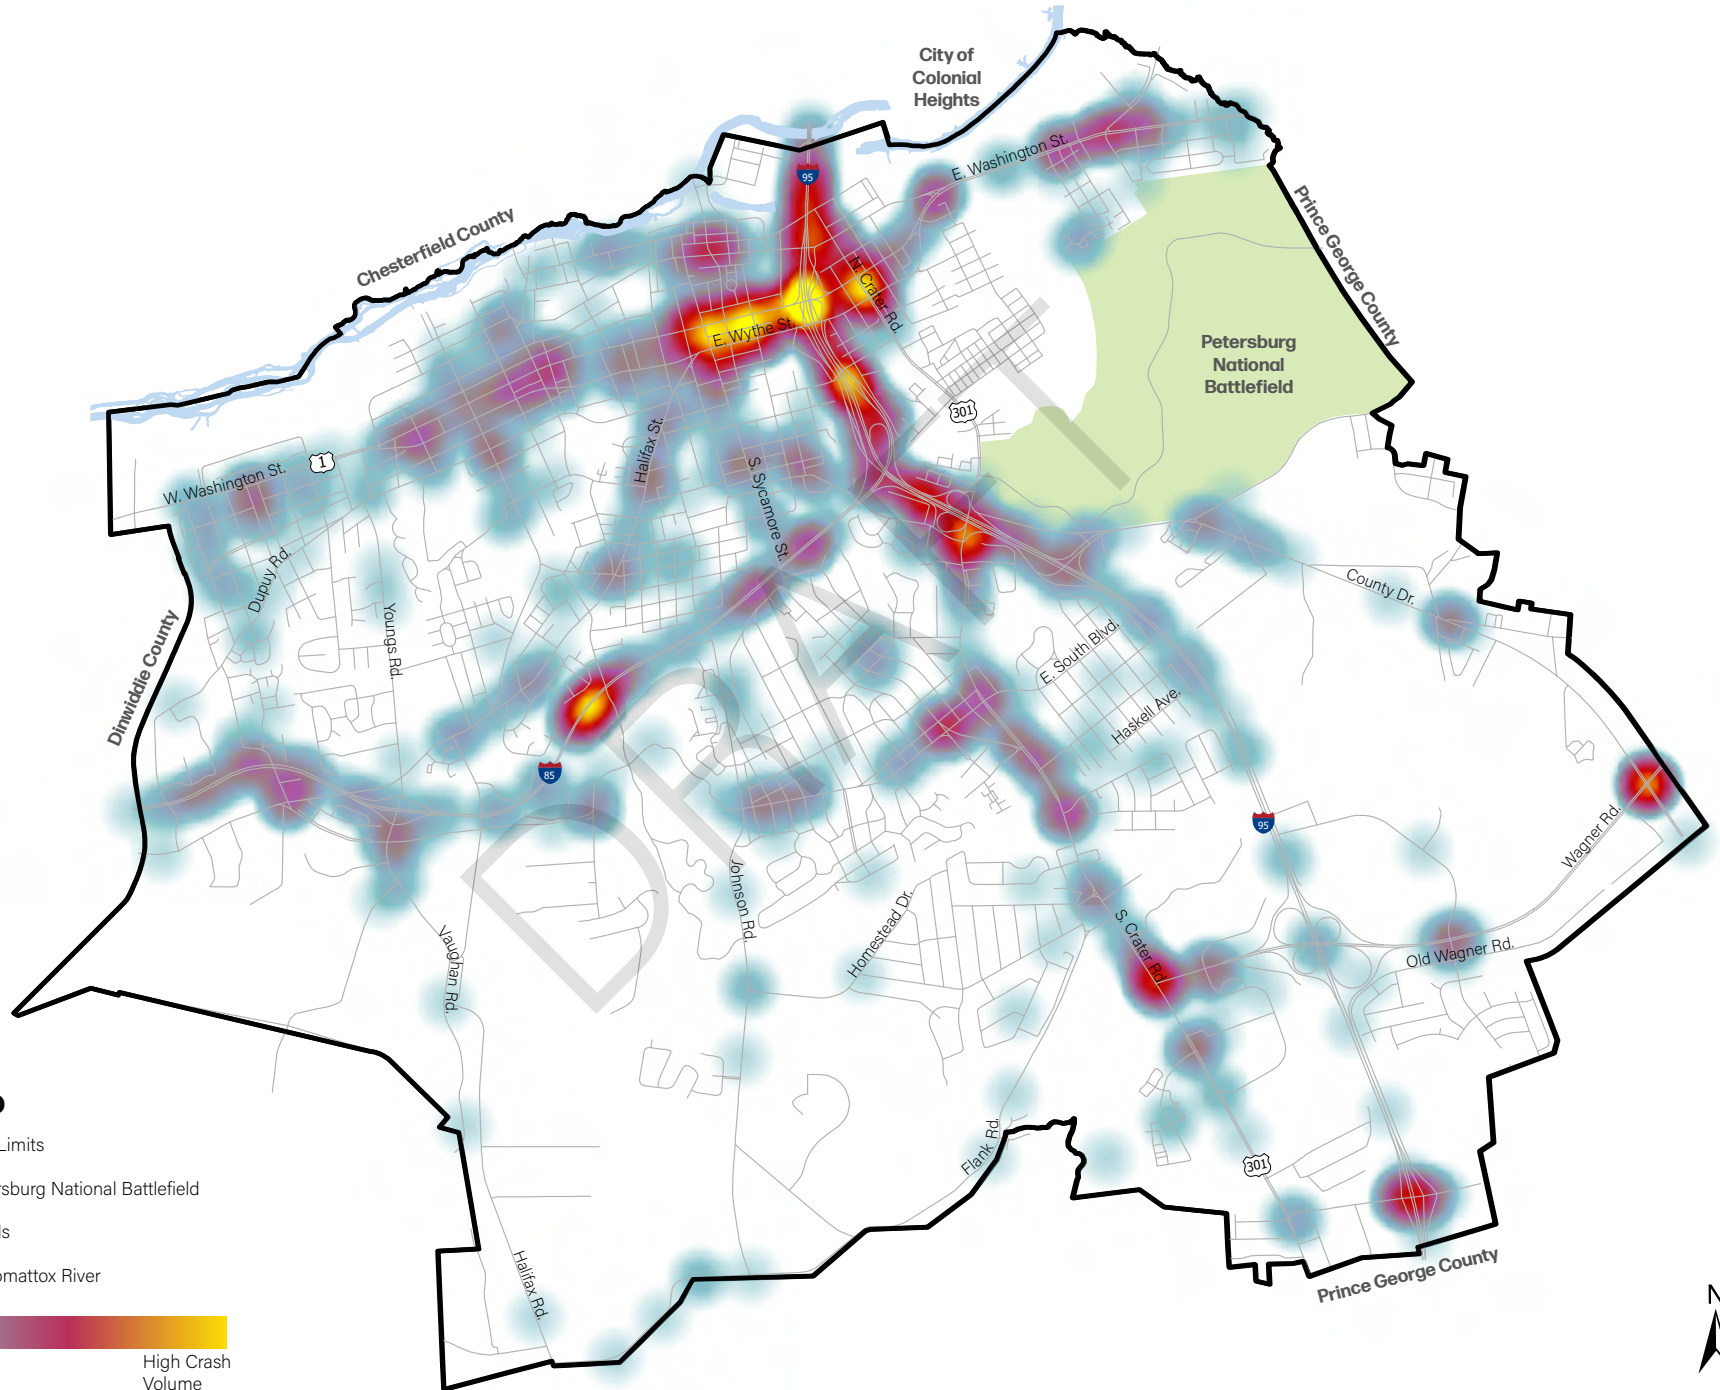 City of
Colonial
Heights
E. Washington St.
95
Chesterfield County
Prince George County
N. Crater Rd.
E. Wythe St.
Petersburg
National
Battlefield
301
Halifax St.
1
W. Washington St.
S. Sycamore St.
Dupuy Rd.
Youngs Rd.
County Dr.
Dinwiddie County
E. South Blvd.
Haskell Ave.
85
95
Wagner Rd.
DRAFT
Johnson Rd.
Homestead Dr.
S. Crater Rd.
Old Wagner Rd.
Vaughan Rd.
Flank Rd.
301
Limits
rsburg National Battlefield
ls
omattox River
Halifax Rd.
Prince George County
N
High Crash
Volume